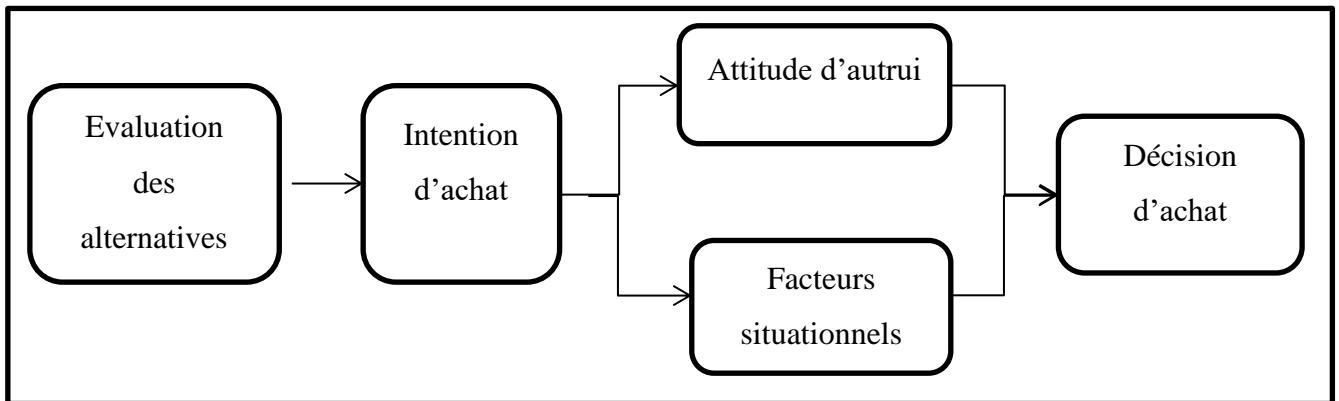 Evaluation
des
alternatives
Intention
d’achat
Attitude d’autrui
Facteurs
situationnels
Décision
d’achat